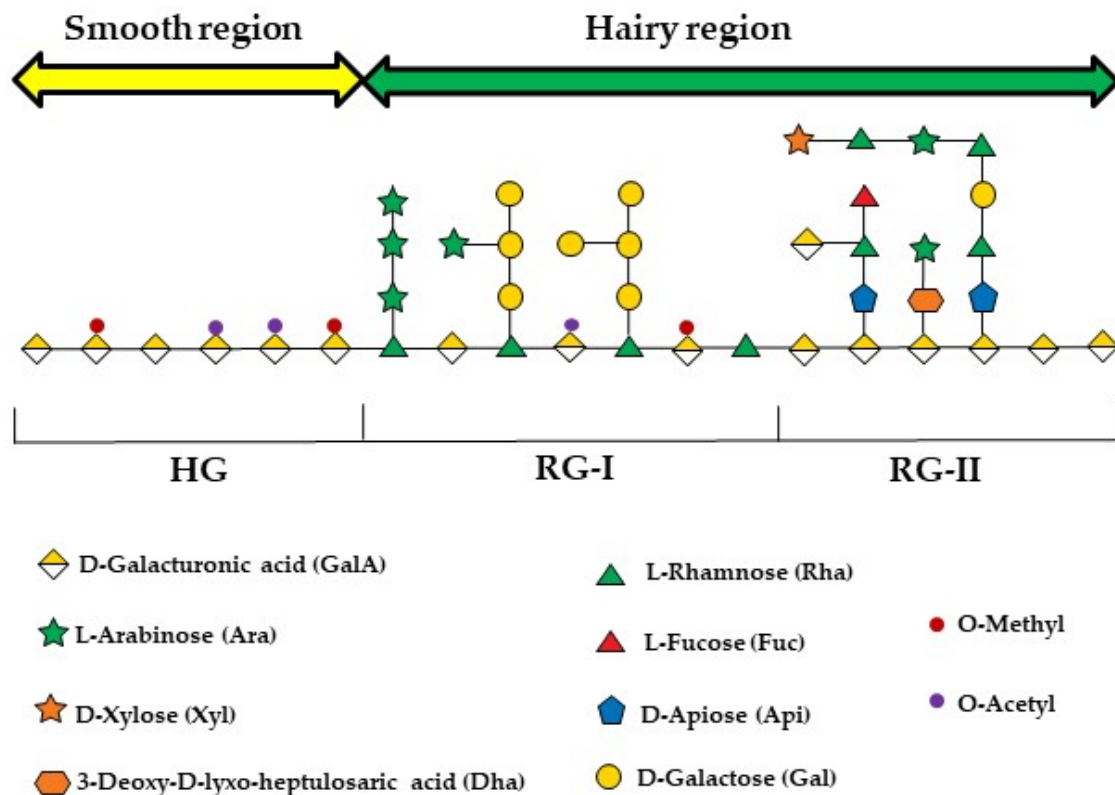 Smooth region
Hairy region
HG
RG-I
RG-II
D-Galacturonic acid (GalA)
L-Arabinose (Ara)
D-Xylose (Xyl)
3-Deoxy-D-lyxo-heptulosaric acid (Dha)
L-Rhamnose (Rha)
L-Fucose (Fuc)
D-Apiose (Api)
D-Galactose (Gal)
O-Methyl
O-Acetyl